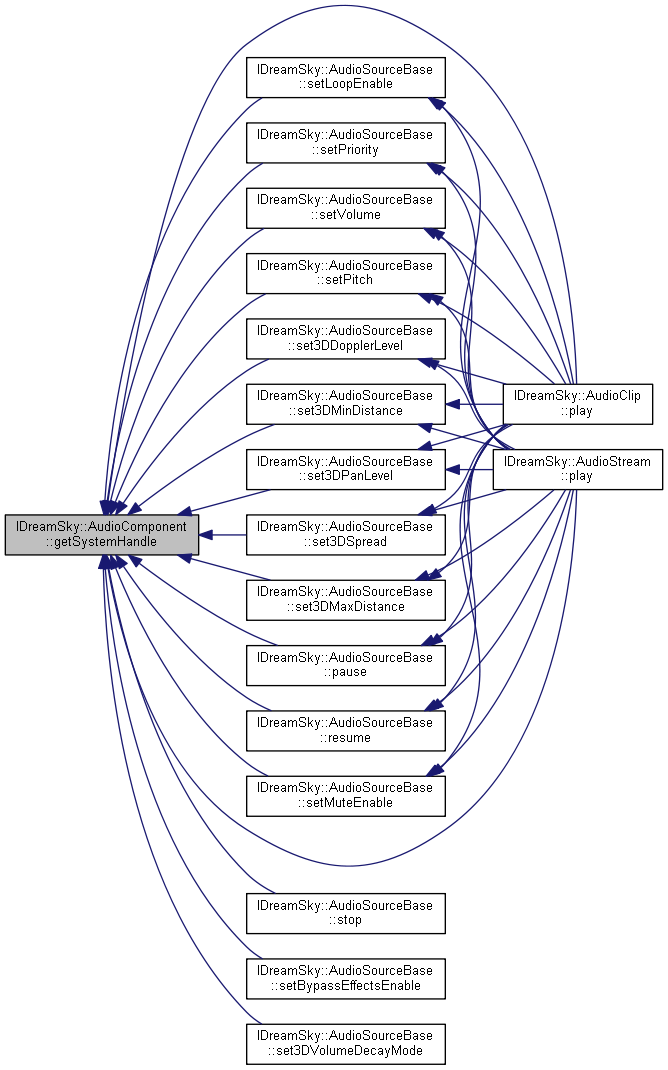 IDreamSky::AudioSourceBase
::setLoopEnable
IDreamSky::AudioSourceBase
::setPriority
IDreamSky::AudioSourceBase
::setVolume
IDreamSky::AudioSourceBase
::setPitch
IDreamSky::AudioSourceBase
::set3DDopplerLevel
IDreamSky::AudioSourceBase
::set3DMinDistance
IDreamSky::AudioClip
::play
IDreamSky::AudioSourceBase
::set3DPanLevel
IDreamSky::AudioStream
::play
IDreamSky::AudioComponent
::getSystemHandle
IDreamSky::AudioSourceBase
::set3DSpread
IDreamSky::AudioSourceBase
::set3DMaxDistance
IDreamSky::AudioSourceBase
::pause
IDreamSky::AudioSourceBase
::resume
IDreamSky::AudioSourceBase
::setMuteEnable
IDreamSky::AudioSourceBase
::stop
IDreamSky::AudioSourceBase
::setBypassEffectsEnable
IDreamSky::AudioSourceBase
::set3DVolumeDecayMode